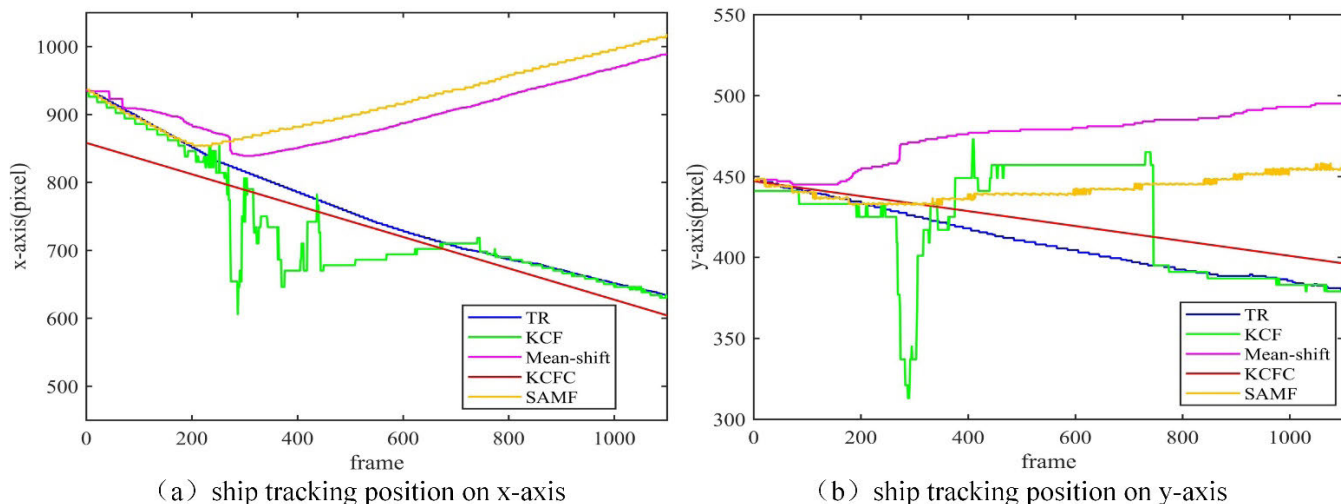 1000
900
800
700
600
500
x-axis(pixel)
TR
KCF
Mean-shift
KCFC
SAMF
0 200 400 600 800 1000
frame
(a) ship tracking position on x-axis
550
500
450
400
350
300
y-axis(pixel)
TR
KCF
Mean-shift
KCFC
SAMF
0 200 400 600 800 1000
frame
(b) ship tracking position on y-axis